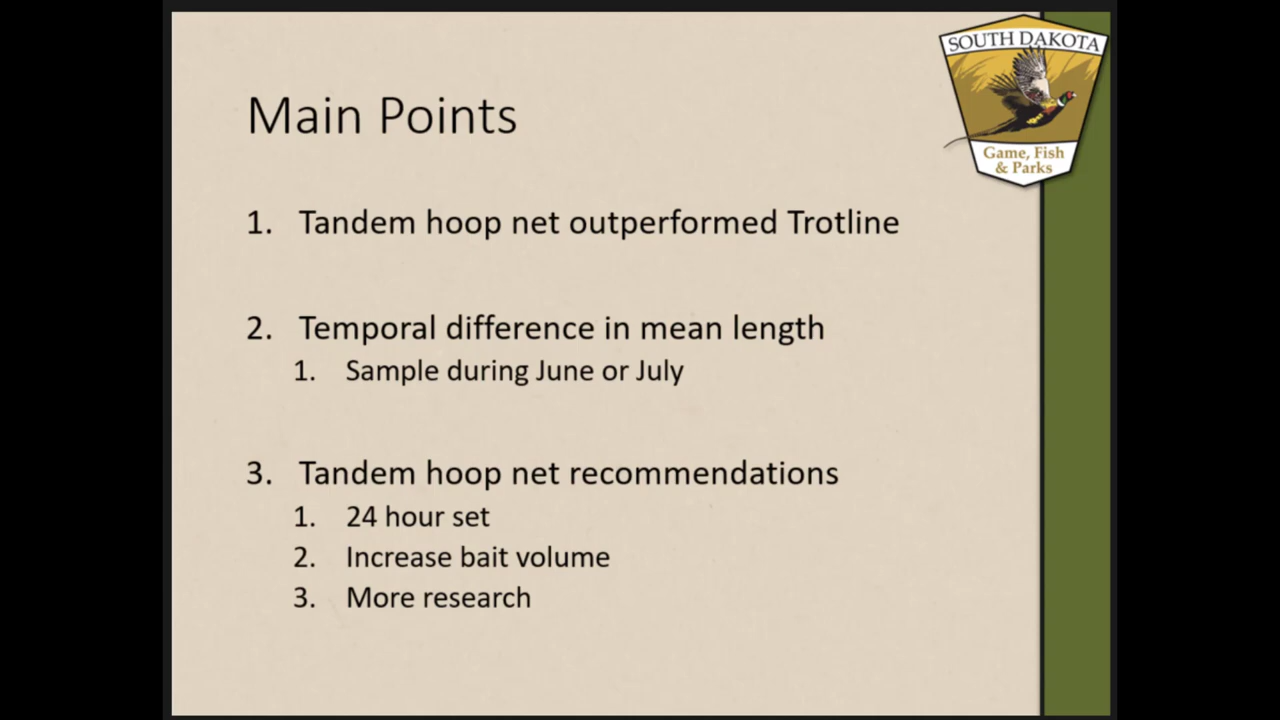 SOUTH DAKOTA
Game, Fish
& Parks
Main Points
1. Tandem hoop net outperformed Trotline
2. Temporal difference in mean length
1. Sample during June or July
3. Tandem hoop net recommendations
1. 24 hour set
2. Increase bait volume
3. More research